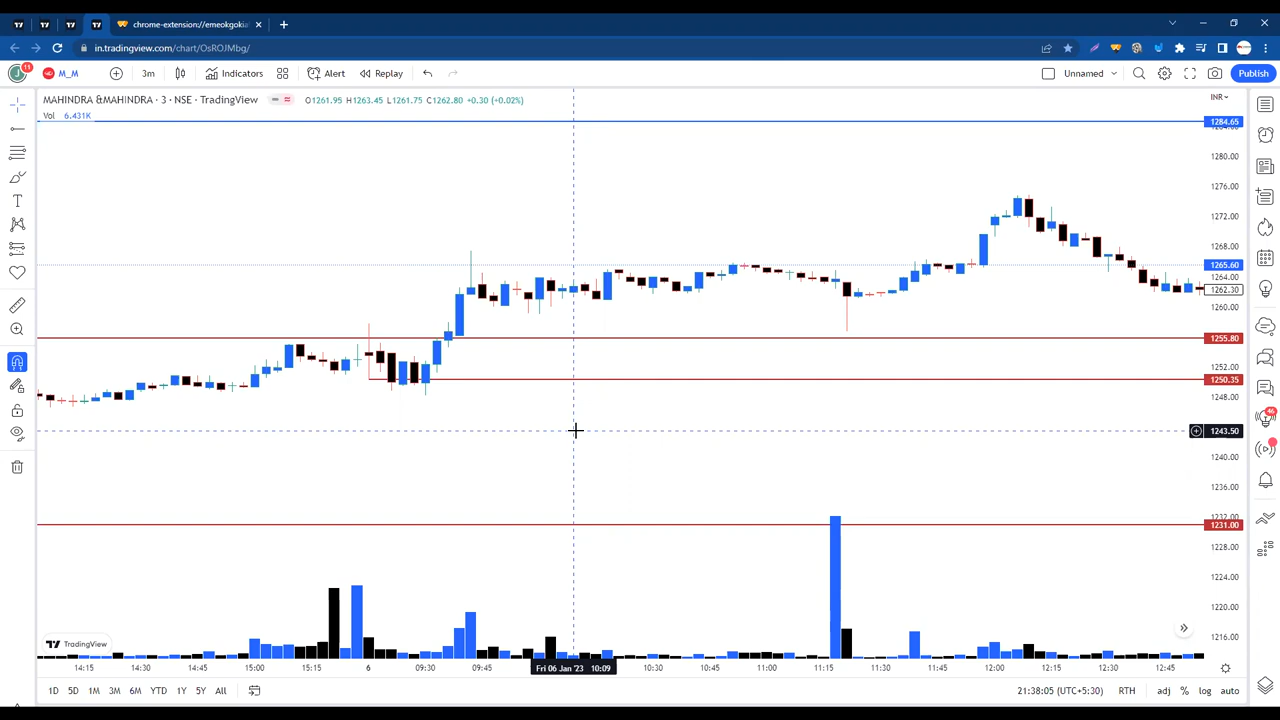 chrome-extension://emeokgokia
in.tradingview.com/chart/OsROJMbg/
11
M_M
3m
Indicators
Alert
Replay
Unnamed
Publish
MAHINDRA &MAHINDRA · 3 · NSE · TradingView
O1261.95 H1263.45 L1261.75 C1262.80 +0.30 (+0.02%)
INR
Vol 6.431K
1284.65
1280.00
1276.00
1272.00
1268.00
1265.60
1264.00
1262.30
1260.00
1255.80
1252.00
1250.35
1248.00
1243.50
1240.00
1236.00
1232.00
1231.00
1228.00
1224.00
1220.00
1216.00
46
TradingView
14:15 14:30 14:45 15:00 15:15 6 09:30 09:45 Fri 06 Jan '23 10:09 10:30 10:45 11:00 11:15 11:30 11:45 12:00 12:15 12:30 12:45
1D 5D 1M 3M 6M YTD 1Y 5Y All
21:38:05 (UTC+5:30) RTH adj % log auto